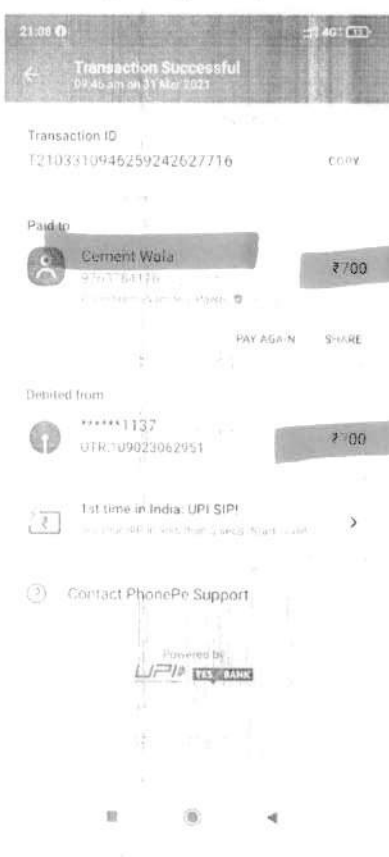 21:08
4G
Transaction Successful
09:46 am on 31 Mar 2021
Transaction ID
T2103310946259242627716
COPY
Paid to
Cement Wala
₹700
PAY AGAIN SHARE
Debited from
******1137
₹700
UTR: 109023062951
1st time in India: UPI SIP!
Contact PhonePe Support
Powered by
UPI YES BANK